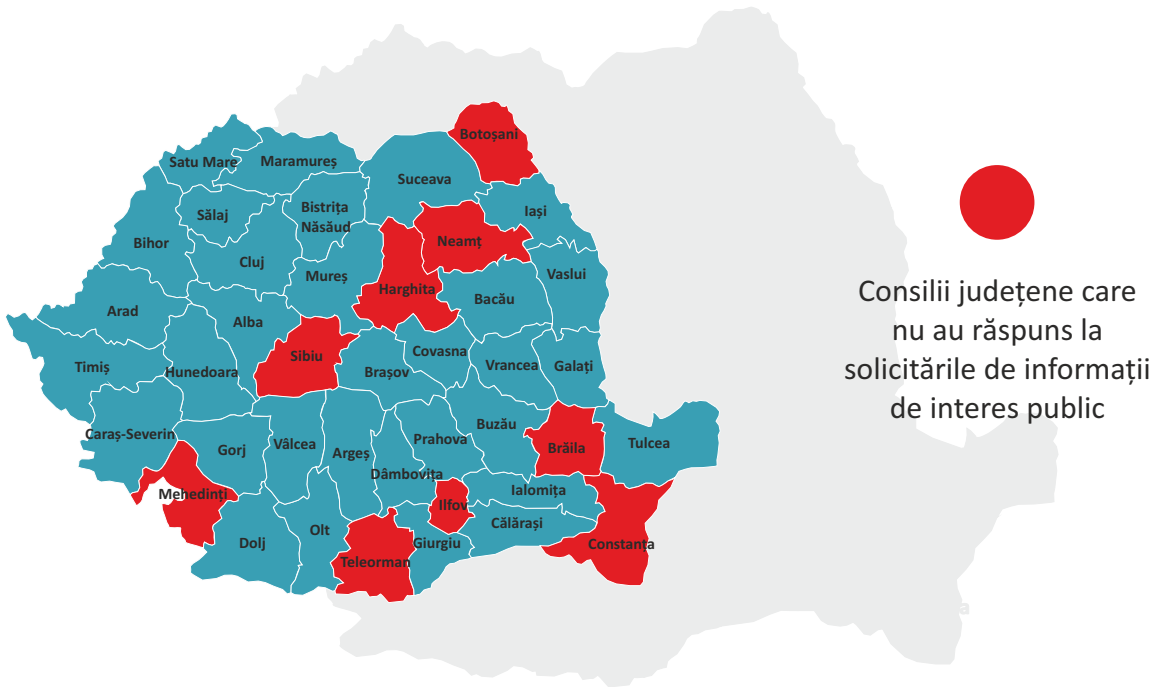 Botoșani
Satu Mare
Maramureș
Suceava
Sălaj
Bistrița
Năsăud
Iași
Bihor
Neamț
Cluj
Mureș
Vaslui
Harghita
Bacău
Arad
Alba
Sibiu
Covasna
Timiș
Hunedoara
Brașov
Vrancea
Galați
Caraș-Severin
Gorj
Vâlcea
Argeș
Prahova
Buzău
Brăila
Tulcea
Dâmbovița
Mehedinți
Ialomița
Ilfov
Călărași
Olt
Dolj
Giurgiu
Constanța
Teleorman
Consilii județene care
nu au răspuns la
solicitările de informații
de interes public
a